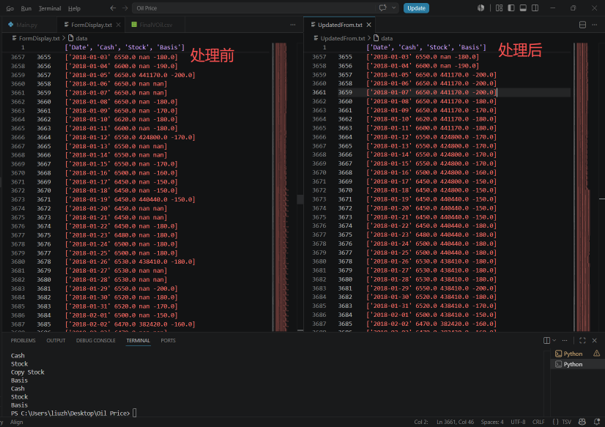 Go Run Terminal Help
Oil Price
Update
FormDisplay.txt
UpdatedFrom.txt
FormDisplay.txt > data
UpdatedFrom.txt > data
处理前
处理后
1 ['Date', 'Cash', 'Stock', 'Basis']
3657 3655 ['2018-01-03' 6550.0 nan -180.0]
3658 3656 ['2018-01-04' 6600.0 nan -190.0]
3659 3657 ['2018-01-05' 6650.0 441170.0 -200.0]
3660 3658 ['2018-01-06' 6650.0 nan nan]
3661 3659 ['2018-01-07' 6650.0 nan nan]
3662 3660 ['2018-01-08' 6650.0 nan -180.0]
3663 3661 ['2018-01-09' 6650.0 nan -170.0]
3664 3662 ['2018-01-10' 6620.0 nan -180.0]
3665 3663 ['2018-01-11' 6600.0 nan -180.0]
3666 3664 ['2018-01-12' 6550.0 424800.0 -170.0]
3667 3665 ['2018-01-13' 6550.0 nan nan]
3668 3666 ['2018-01-14' 6550.0 nan nan]
3669 3667 ['2018-01-15' 6550.0 nan -170.0]
3670 3668 ['2018-01-16' 6500.0 nan -160.0]
3671 3669 ['2018-01-17' 6450.0 nan -150.0]
3672 3670 ['2018-01-18' 6450.0 nan -150.0]
3673 3671 ['2018-01-19' 6450.0 440440.0 -150.0]
3674 3672 ['2018-01-20' 6450.0 nan nan]
3675 3673 ['2018-01-21' 6450.0 nan nan]
3676 3674 ['2018-01-22' 6450.0 nan -180.0]
3677 3675 ['2018-01-23' 6480.0 nan -180.0]
3678 3676 ['2018-01-24' 6500.0 nan -180.0]
3679 3677 ['2018-01-25' 6500.0 nan -180.0]
3680 3678 ['2018-01-26' 6530.0 438410.0 -180.0]
3681 3679 ['2018-01-27' 6530.0 nan nan]
3682 3680 ['2018-01-28' 6530.0 nan nan]
3683 3681 ['2018-01-29' 6550.0 nan -200.0]
3684 3682 ['2018-01-30' 6520.0 nan -180.0]
3685 3683 ['2018-01-31' 6520.0 nan -170.0]
3686 3684 ['2018-02-01' 6500.0 nan -150.0]
3687 3685 ['2018-02-02' 6470.0 382420.0 -160.0]
1 ['Date', 'Cash', 'Stock', 'Basis']
3657 3655 ['2018-01-03' 6550.0 nan -180.0]
3658 3656 ['2018-01-04' 6600.0 nan -190.0]
3659 3657 ['2018-01-05' 6650.0 441170.0 -200.0]
3660 3658 ['2018-01-06' 6650.0 441170.0 -200.0]
3661 3659 ['2018-01-07' 6650.0 441170.0 -200.0]
3662 3660 ['2018-01-08' 6650.0 441170.0 -180.0]
3663 3661 ['2018-01-09' 6650.0 441170.0 -170.0]
3664 3662 ['2018-01-10' 6620.0 441170.0 -180.0]
3665 3663 ['2018-01-11' 6600.0 441170.0 -180.0]
3666 3664 ['2018-01-12' 6550.0 424800.0 -170.0]
3667 3665 ['2018-01-13' 6550.0 424800.0 -170.0]
3668 3666 ['2018-01-14' 6550.0 424800.0 -170.0]
3669 3667 ['2018-01-15' 6550.0 424800.0 -170.0]
3670 3668 ['2018-01-16' 6500.0 424800.0 -160.0]
3671 3669 ['2018-01-17' 6450.0 424800.0 -150.0]
3672 3670 ['2018-01-18' 6450.0 424800.0 -150.0]
3673 3671 ['2018-01-19' 6450.0 440440.0 -150.0]
3674 3672 ['2018-01-20' 6450.0 440440.0 -150.0]
3675 3673 ['2018-01-21' 6450.0 440440.0 -150.0]
3676 3674 ['2018-01-22' 6450.0 440440.0 -180.0]
3677 3675 ['2018-01-23' 6480.0 440440.0 -180.0]
3678 3676 ['2018-01-24' 6500.0 440440.0 -180.0]
3679 3677 ['2018-01-25' 6500.0 440440.0 -180.0]
3680 3678 ['2018-01-26' 6530.0 438410.0 -180.0]
3681 3679 ['2018-01-27' 6530.0 438410.0 -180.0]
3682 3680 ['2018-01-28' 6530.0 438410.0 -180.0]
3683 3681 ['2018-01-29' 6550.0 438410.0 -200.0]
3684 3682 ['2018-01-30' 6520.0 438410.0 -180.0]
3685 3683 ['2018-01-31' 6520.0 438410.0 -170.0]
3686 3684 ['2018-02-01' 6500.0 438410.0 -150.0]
3687 3685 ['2018-02-02' 6470.0 382420.0 -160.0]
PROBLEMS OUTPUT DEBUG CONSOLE TERMINAL PORTS
Cash
Stock
Copy Stock
Basis
Cash
Stock
Basis
PS C:\Users\liuzh\Desktop\Oil Price>
Python
Python
Align
Ln 3661, Col 46 Spaces: 4 UTF-8 CRLF TSV